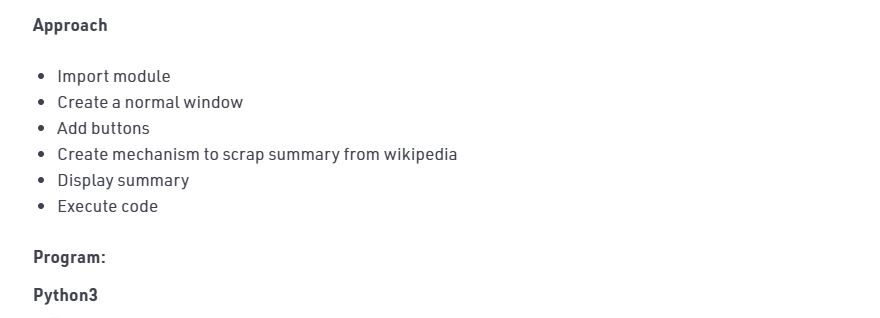 Approach
• Import module
• Create a normal window
• Add buttons
• Create mechanism to scrap summary from wikipedia
• Display summary
• Execute code
Program:
Python3